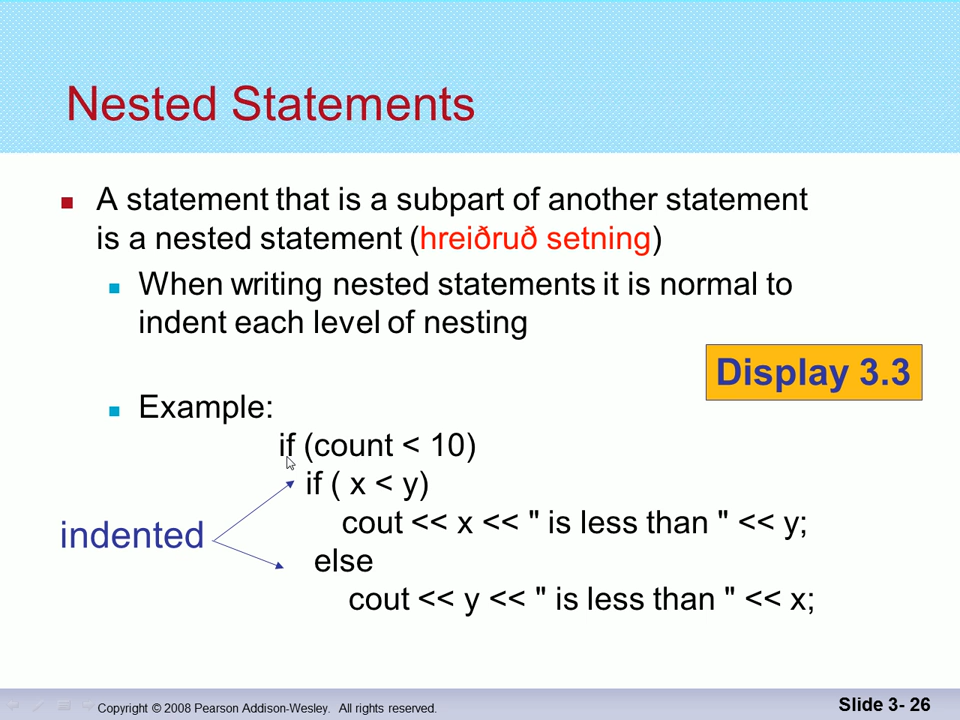 Nested Statements
A statement that is a subpart of another statement
is a nested statement (hreiðruð setning)
When writing nested statements it is normal to
indent each level of nesting
Display 3.3
Example:
if (count < 10)
if ( x < y)
cout << x << " is less than " << y;
indented
else
cout << y << " is less than " << x;
Copyright © 2008 Pearson Addison-Wesley. All rights reserved.
Slide 3- 26